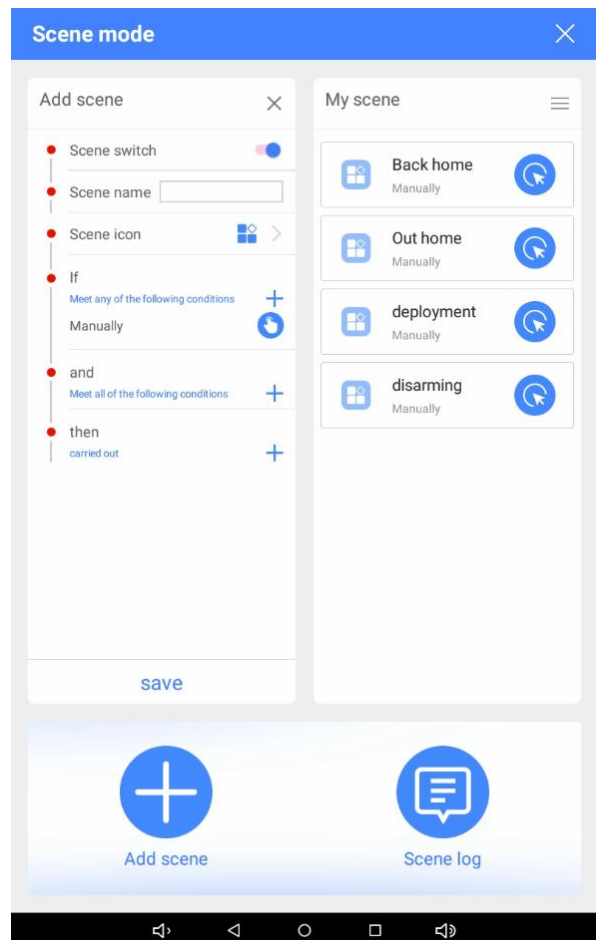 Scene mode
Add scene
Scene switch
Scene name
Scene icon
If
Meet any of the following conditions
Manually
and
Meet all of the following conditions
then
carried out
save
My scene
Back home
Manually
Out home
Manually
deployment
Manually
disarming
Manually
Add scene
Scene log